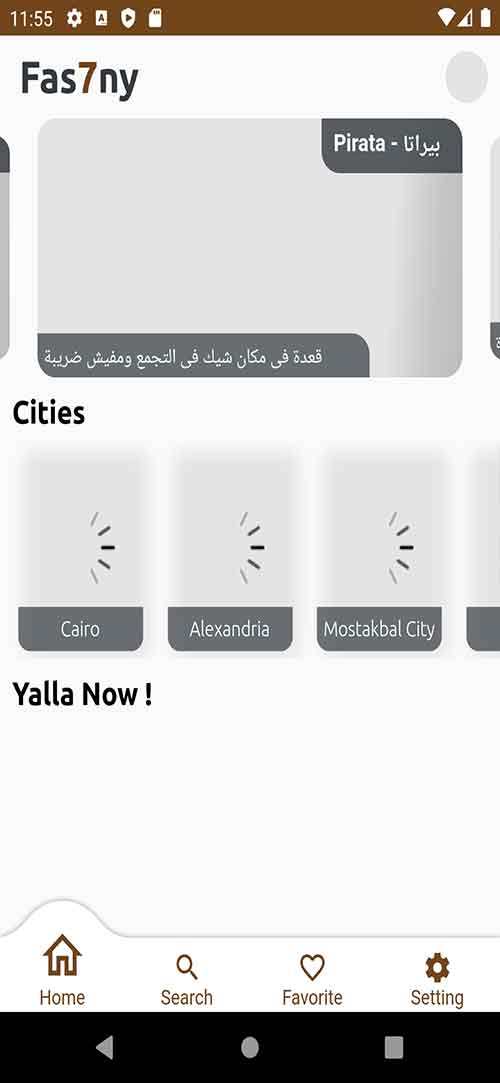 11:55
Fas7ny
Pirata - بيراتا
قعدة فى مكان شيك فى التجمع ومفيش ضريبة
Cities
Cairo
Alexandria
Mostakbal City
Yalla Now !
Home
Search
Favorite
Setting